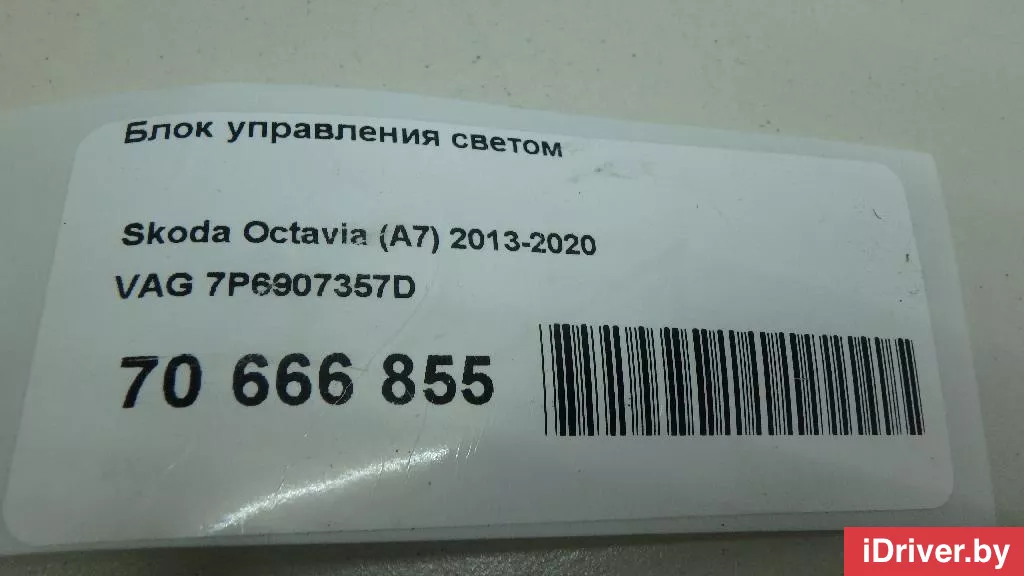 Блок управления светом
Skoda Octavia (A7) 2013-2020
VAG 7P6907357D
70 666 855
iDriver.by